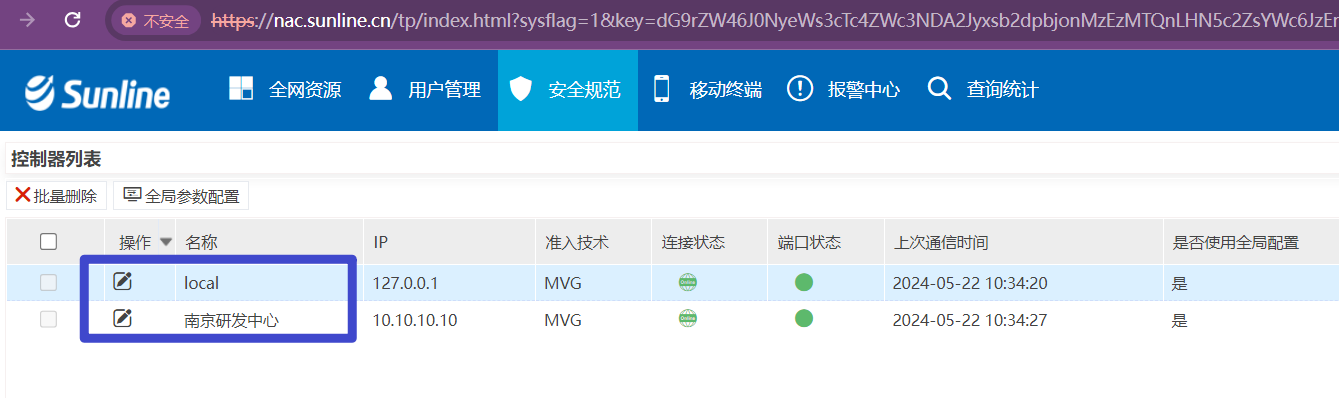 不安全 https://nac.sunline.cn/tp/index.html?sysflag=1&key=dG9rZW46J0NyeWs3cTc4ZWc3NDA2Jyxsb2dpbjonMzEzMTQnLHN5c2ZsYWc6JzEn
Sunline 全网资源 用户管理 安全规范 移动终端 报警中心 查询统计
控制器列表
批量删除 全局参数配置
操作 名称 IP 准入技术 连接状态 端口状态 上次通信时间 是否使用全局配置
local 127.0.0.1 MVG Online 2024-05-22 10:34:20 是
南京研发中心 10.10.10.10 MVG Online 2024-05-22 10:34:27 是